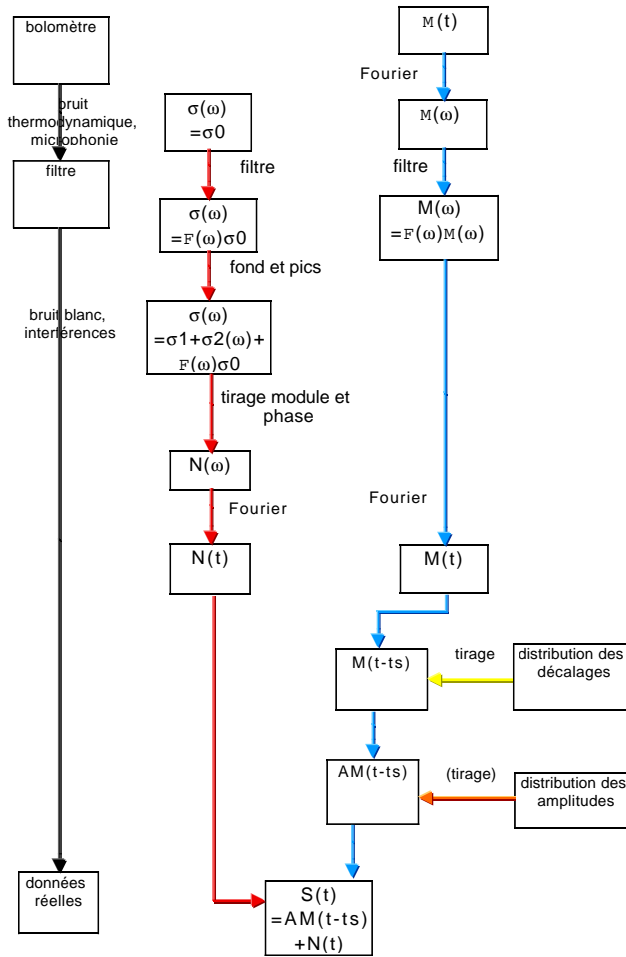 bolomètre
bruit
thermodynamique,
microphonie
filtre
bruit blanc,
interférences
données
réelles
σ(ω)
=σ0
filtre
σ(ω)
=F(ω)σ0
fond et pics
σ(ω)
=σ1+σ2(ω)+
F(ω)σ0
tirage module et
phase
N(ω)
Fourier
N(t)
M(t)
Fourier
M(ω)
filtre
M(ω)
=F(ω)M(ω)
Fourier
M(t)
M(t-ts)
tirage
distribution des
décalages
AM(t-ts)
(tirage)
distribution des
amplitudes
S(t)
=AM(t-ts)
+N(t)